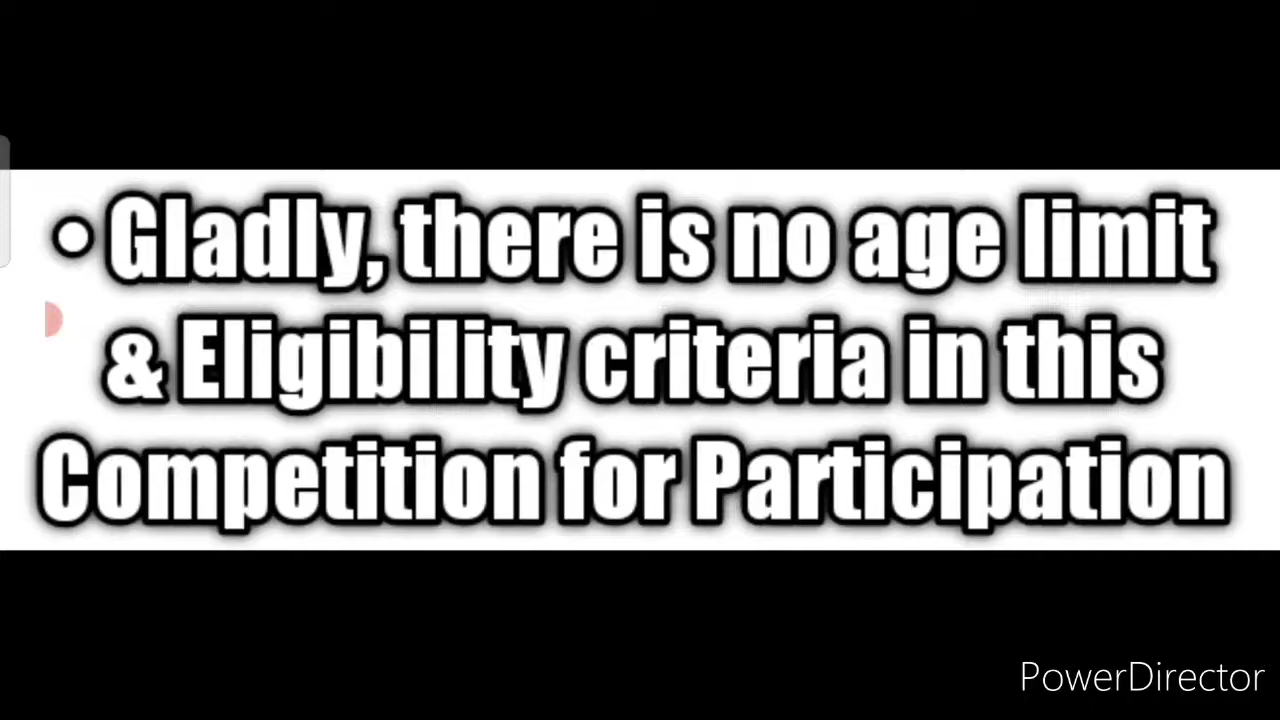 • Gladly, there is no age limit
& Eligibility criteria in this
Competition for Participation
PowerDirector